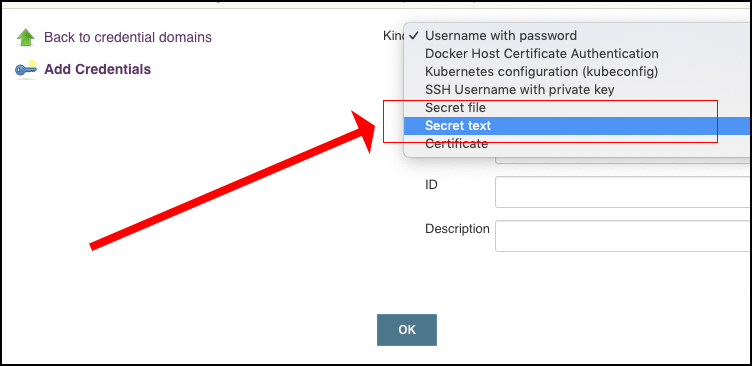 Back to credential domains
Add Credentials
Kind
✓ Username with password
Docker Host Certificate Authentication
Kubernetes configuration (kubeconfig)
SSH Username with private key
Secret file
Secret text
Certificate
ID
Description
OK